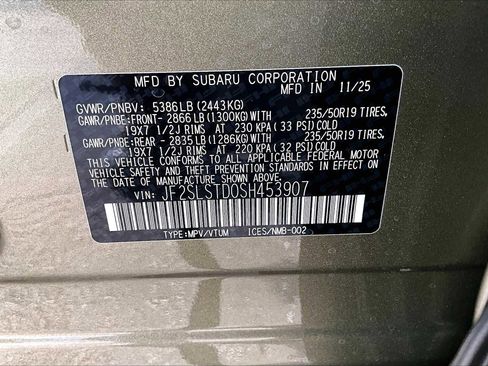 MFD BY SUBARU CORPORATION
MFD IN 11/25
GVWR/PNBV: 5386 LB (2443KG)
GAWR/PNBE:FRONT- 2866 LB (1300KG) WITH 235/50R19 TIRES,
19X7 1/2J RIMS AT 230 KPA (33 PSI) COLD
GAWR/PNBE:REAR - 2835 LB (1286KG) WITH 235/50R19 TIRES,
19X7 1/2J RIMS AT 220 KPA (32 PSI) COLD
THIS VEHICLE CONFORMS TO ALL APPLICABLE FEDERAL MOTOR
VEHICLE SAFETY, BUMPER, AND THEFT PREVENTION STANDARDS IN EFFECT ON
THE DATE OF MANUFACTURE SHOWN ABOVE.
VIN: JF2SLSTD0SH453907
TYPE:MPV/VTUM ICES/NMB-002